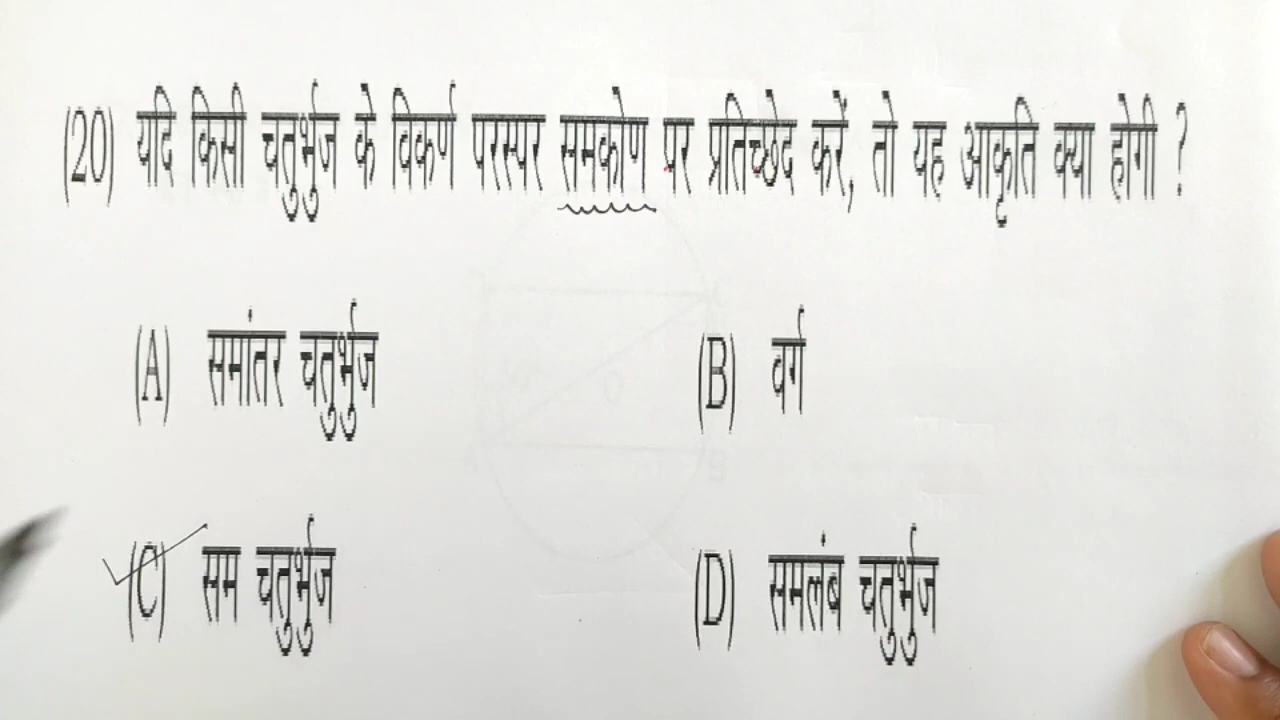 (20) यदि किसी चतुर्भुज के विकर्ण परस्पर समकोण पर प्रतिच्छेद करें, तो यह आकृति क्या होगी ?
(A) समांतर चतुर्भुज (B) वर्ग
(C) सम चतुर्भुज (D) समलंब चतुर्भुज